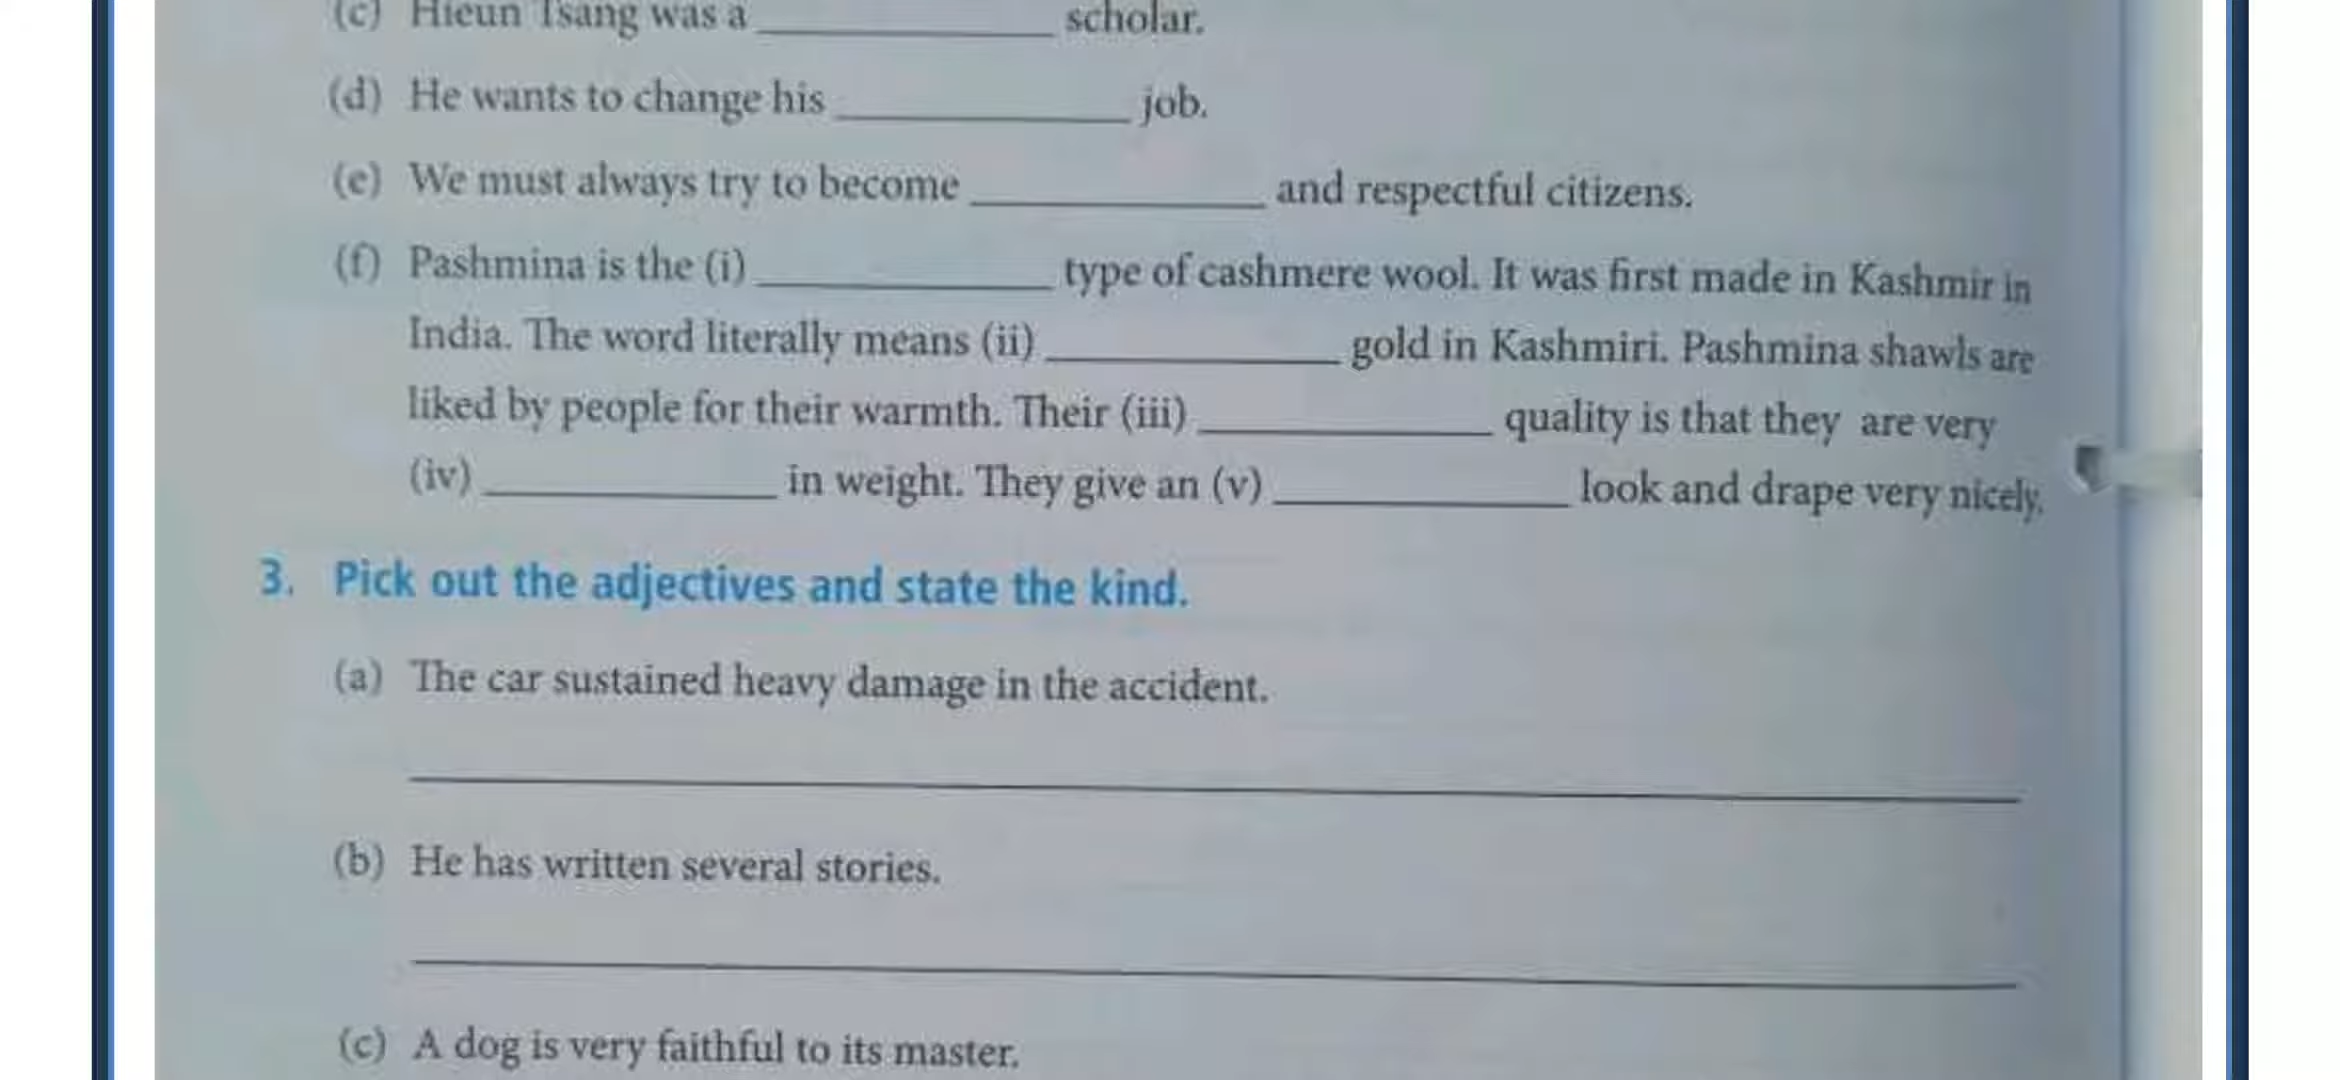 (c) Hieun Tsang was a ____________ scholar.
(d) He wants to change his ____________ job.
(e) We must always try to become ____________ and respectful citizens.
(f) Pashmina is the (i) ____________ type of cashmere wool. It was first made in Kashmir in
India. The word literally means (ii) ____________ gold in Kashmiri. Pashmina shawls are
liked by people for their warmth. Their (iii) ____________ quality is that they are very
(iv) ____________ in weight. They give an (v) ____________ look and drape very nicely.
3. Pick out the adjectives and state the kind.
(a) The car sustained heavy damage in the accident.
(b) He has written several stories.
(c) A dog is very faithful to its master.